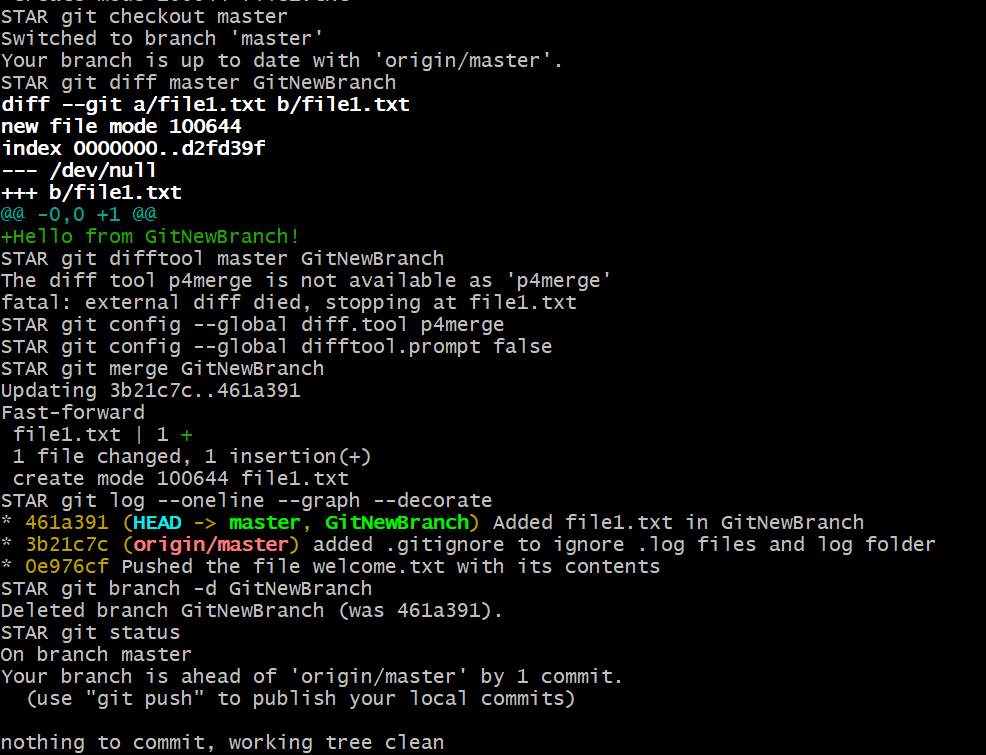 STAR git checkout master
Switched to branch 'master'
Your branch is up to date with 'origin/master'.
STAR git diff master GitNewBranch
diff --git a/file1.txt b/file1.txt
new file mode 100644
index 0000000..d2fd39f
--- /dev/null
+++ b/file1.txt
@@ -0,0 +1 @@
+Hello from GitNewBranch!
STAR git difftool master GitNewBranch
The diff tool p4merge is not available as 'p4merge'
fatal: external diff died, stopping at file1.txt
STAR git config --global diff.tool p4merge
STAR git config --global difftool.prompt false
STAR git merge GitNewBranch
Updating 3b21c7c..461a391
Fast-forward
 file1.txt | 1 +
 1 file changed, 1 insertion(+)
 create mode 100644 file1.txt
STAR git log --oneline --graph --decorate
* 461a391 (HEAD -> master, GitNewBranch) Added file1.txt in GitNewBranch
* 3b21c7c (origin/master) added .gitignore to ignore .log files and log folder
* 0e976cf Pushed the file welcome.txt with its contents
STAR git branch -d GitNewBranch
Deleted branch GitNewBranch (was 461a391).
STAR git status
On branch master
Your branch is ahead of 'origin/master' by 1 commit.
  (use "git push" to publish your local commits)

nothing to commit, working tree clean